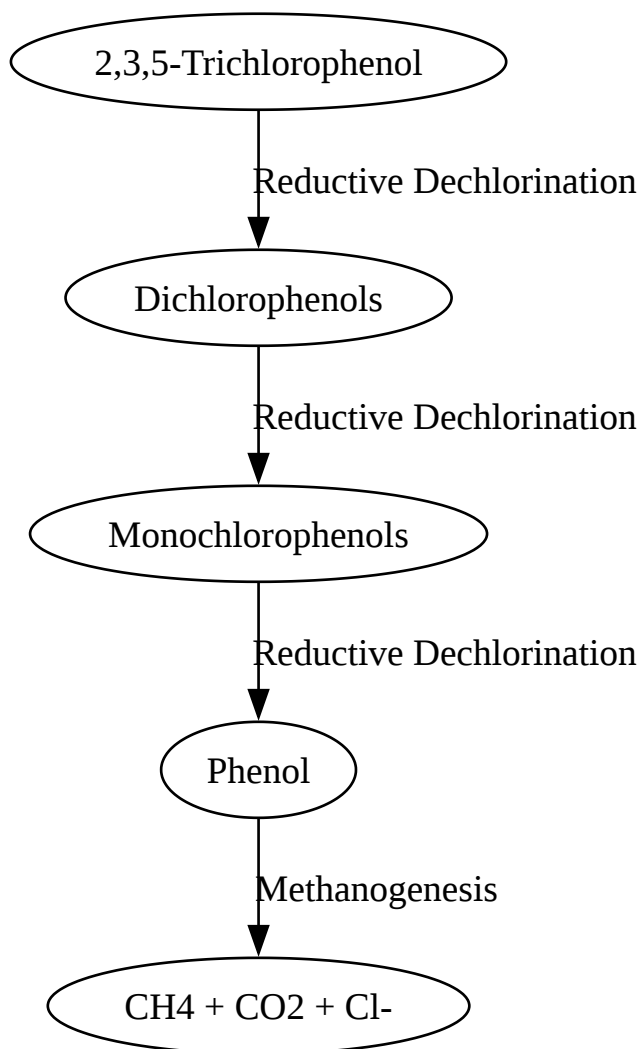 2,3,5-Trichlorophenol
Reductive Dechlorination
Dichlorophenols
Reductive Dechlorination
Monochlorophenols
Reductive Dechlorination
Phenol
Methanogenesis
CH4 + CO2 + Cl-